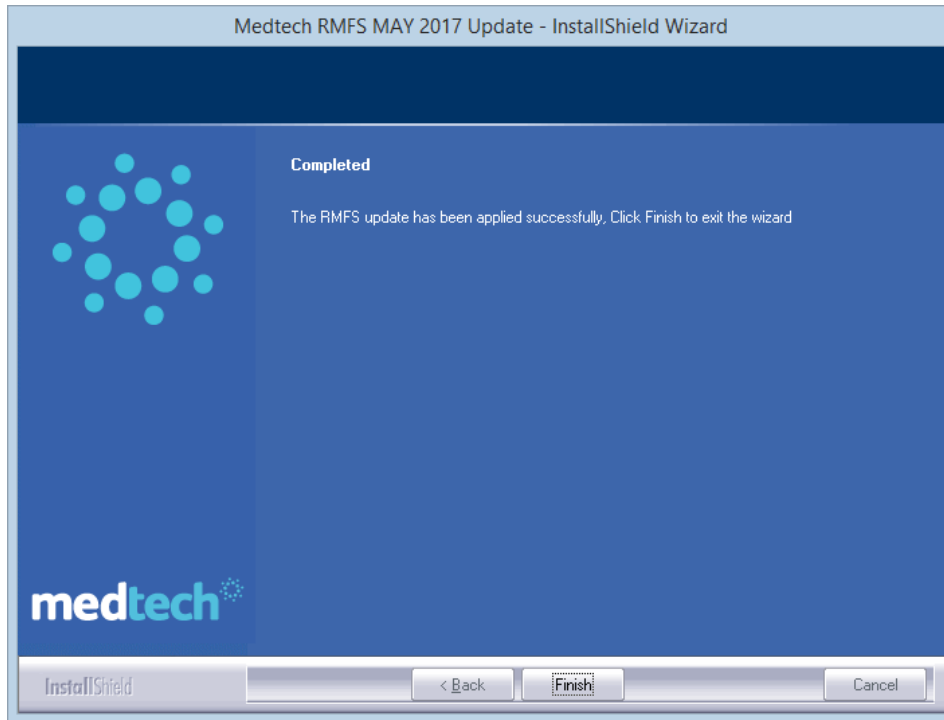 Medtech RMFS MAY 2017 Update - InstallShield Wizard
Completed
The RMFS update has been applied successfully, Click Finish to exit the wizard
medtech
InstallShield
< Back
Finish
Cancel